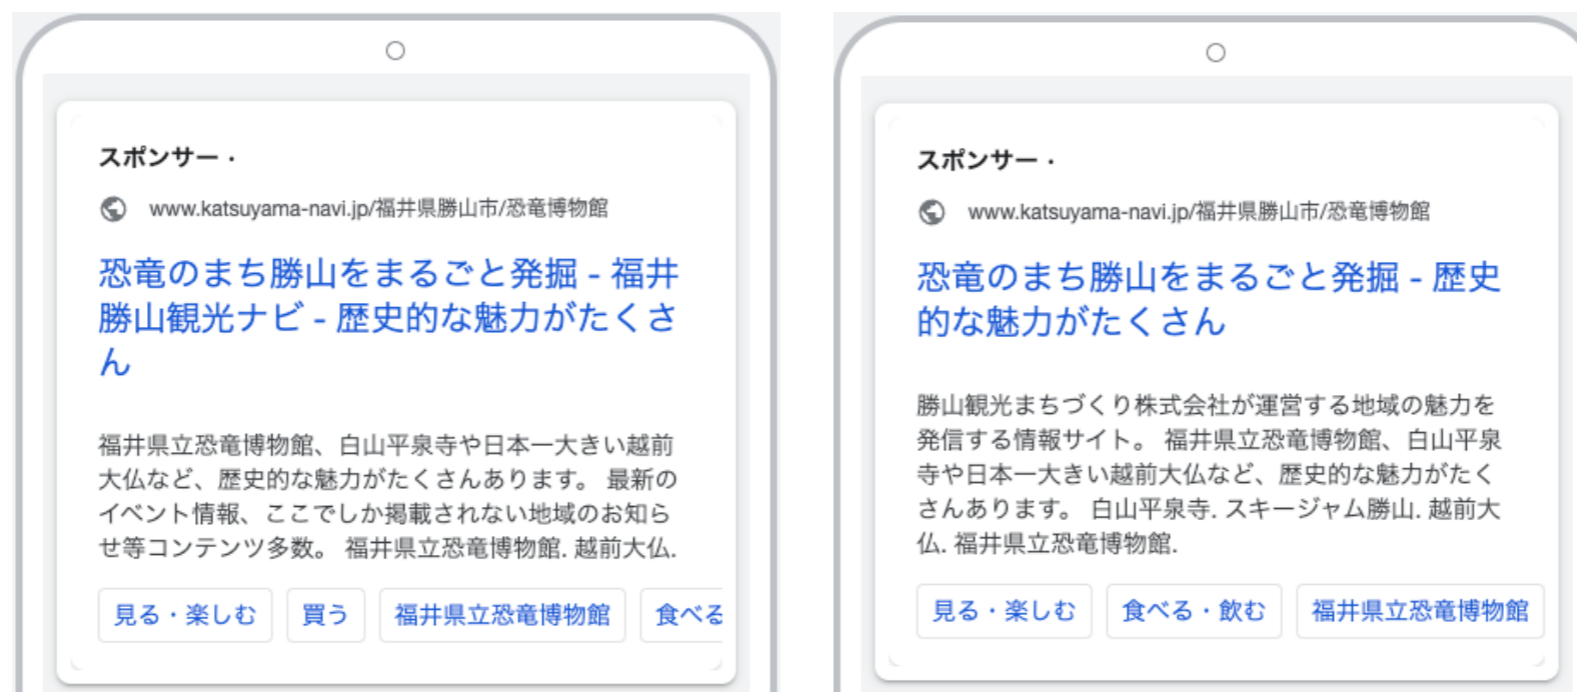 スポンサー ·
www.katsuyama-navi.jp/福井県勝山市/恐竜博物館
恐竜のまち勝山をまるごと発掘 - 福井
勝山観光ナビ - 歴史的な魅力がたくさ
ん
福井県立恐竜博物館、白山平泉寺や日本一大きい越前
大仏など、歴史的な魅力がたくさんあります。 最新の
イベント情報、ここでしか掲載されない地域のお知ら
せ等コンテンツ多数。 福井県立恐竜博物館. 越前大仏.
見る・楽しむ 買う 福井県立恐竜博物館 食べる
スポンサー ·
www.katsuyama-navi.jp/福井県勝山市/恐竜博物館
恐竜のまち勝山をまるごと発掘 - 歴史
的な魅力がたくさん
勝山観光まちづくり株式会社が運営する地域の魅力を
発信する情報サイト。 福井県立恐竜博物館、白山平泉
寺や日本一大きい越前大仏など、歴史的な魅力がたく
さんあります。 白山平泉寺. スキージャム勝山. 越前大
仏. 福井県立恐竜博物館.
見る・楽しむ 食べる・飲む 福井県立恐竜博物館